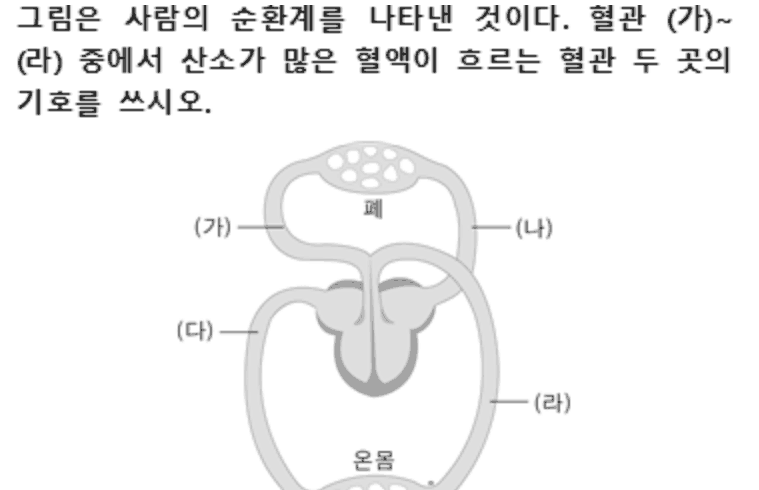 그림은 사람의 순환계를 나타낸 것이다. 혈관 (가)~
(라) 중에서 산소가 많은 혈액이 흐르는 혈관 두 곳의
기호를 쓰시오.
폐
(가)
(나)
(다)
(라)
온몸